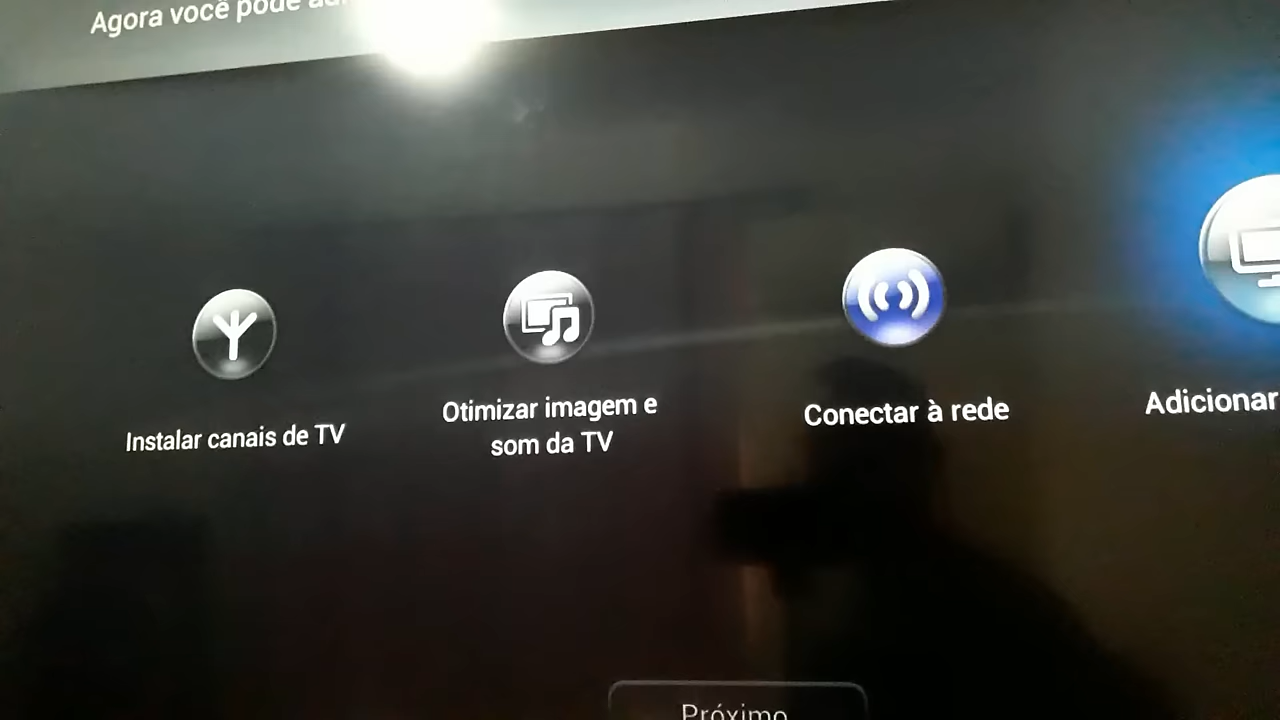 Agora você pode
Instalar canais de TV
Otimizar imagem e
som da TV
Conectar à rede
Adicionar
Próximo